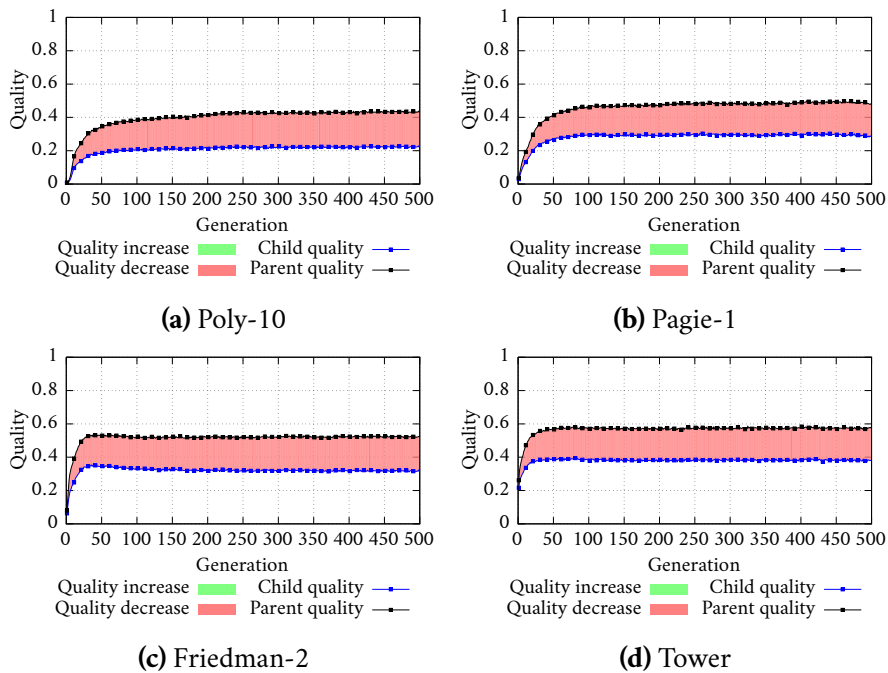 1
0.8
0.6
0.4
0.2
0
Quality
0 50 100 150 200 250 300 350 400 450 500
Generation
Quality increase Child quality
Quality decrease Parent quality
(a) Poly-10
1
0.8
0.6
0.4
0.2
0
Quality
0 50 100 150 200 250 300 350 400 450 500
Generation
Quality increase Child quality
Quality decrease Parent quality
(b) Pagie-1
1
0.8
0.6
0.4
0.2
0
Quality
0 50 100 150 200 250 300 350 400 450 500
Generation
Quality increase Child quality
Quality decrease Parent quality
(c) Friedman-2
1
0.8
0.6
0.4
0.2
0
Quality
0 50 100 150 200 250 300 350 400 450 500
Generation
Quality increase Child quality
Quality decrease Parent quality
(d) Tower